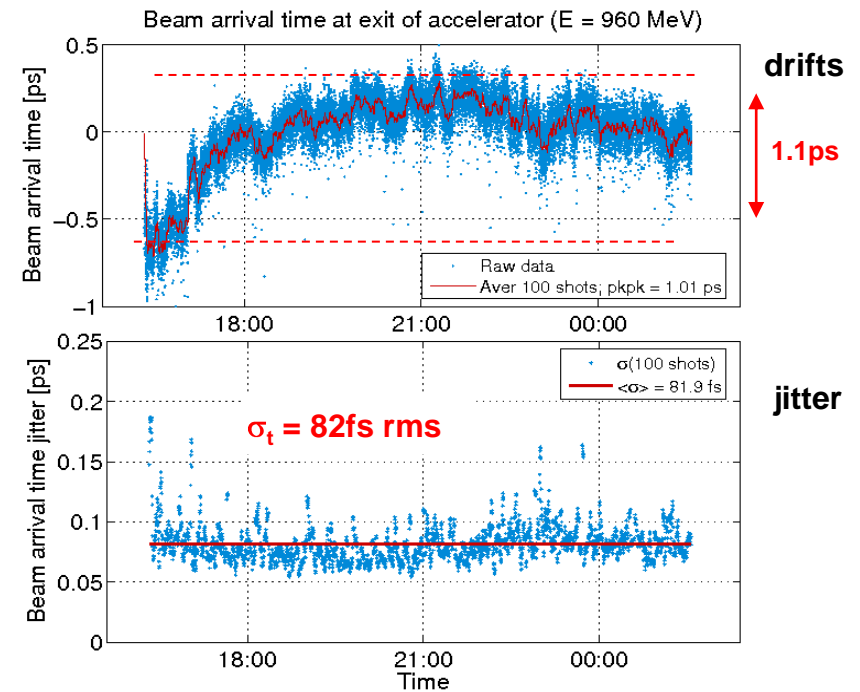 Beam arrival time at exit of accelerator (E = 960 MeV)
Beam arrival time [ps]
0.5
0
−0.5
−1
18:00
21:00
00:00
Raw data
Aver 100 shots; pkpk = 1.01 ps
drifts
1.1ps
Beam arrival time jitter [ps]
0.25
0.2
0.15
0.1
0.05
0
σ(100 shots)
<σ> = 81.9 fs
σt = 82fs rms
jitter
18:00
21:00
00:00
Time